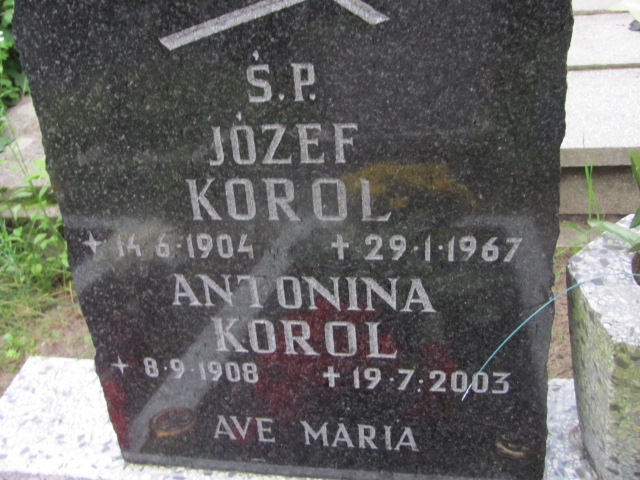 Ś.P.
JÓZEF
KOROL
+ 14·6·1904 + 29·1·1967
ANTONINA
KOROL
+ 8·9·1908 + 19·7·2003
AVE MARIA